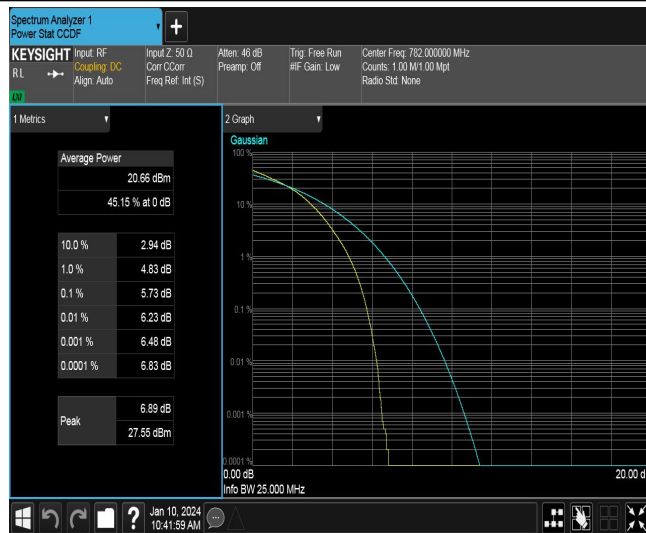 Spectrum Analyzer 1
Power Stat CCDF
+
KEYSIGHT
RL
LXI
Input: RF
Coupling: DC
Align: Auto
Input Z: 50 Ω
Corr CCorr
Freq Ref: Int (S)
Atten: 46 dB
Preamp: Off
Trig: Free Run
#IF Gain: Low
Center Freq: 782.000000 MHz
Counts: 1.00 M/1.00 Mpt
Radio Std: None
1 Metrics
Average Power
20.66 dBm
45.15 % at 0 dB
10.0 % 2.94 dB
1.0 % 4.83 dB
0.1 % 5.73 dB
0.01 % 6.23 dB
0.001 % 6.48 dB
0.0001 % 6.83 dB
Peak
6.89 dB
27.55 dBm
2 Graph
Gaussian
100 %
10 %
1 %
0.1 %
0.01 %
0.001 %
0.0001 %
0.00 dB
20.00 d
Info BW 25.000 MHz
?
Jan 10, 2024
10:41:59 AM